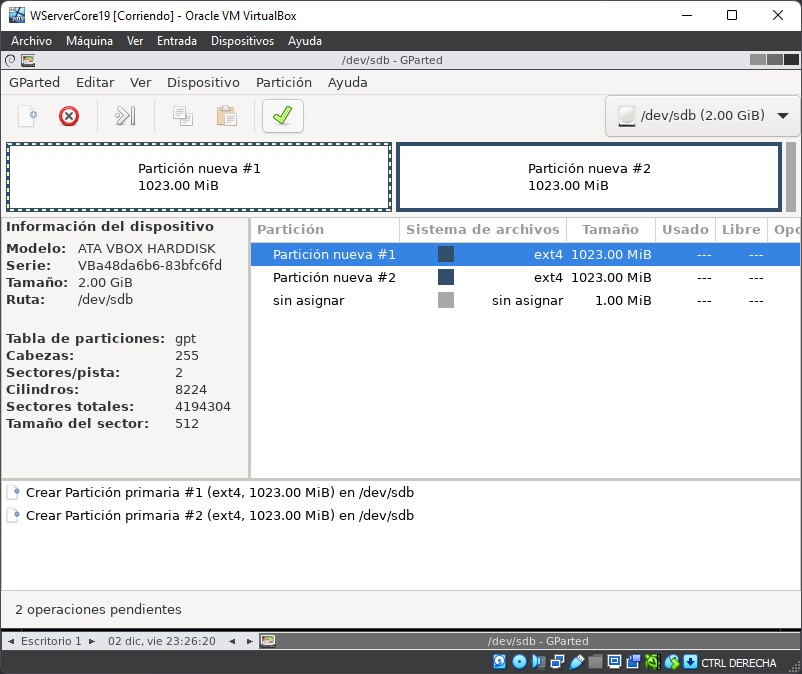 WServerCore19 [Corriendo] - Oracle VM VirtualBox
Archivo Máquina Ver Entrada Dispositivos Ayuda
/dev/sdb - GParted
GParted Editar Ver Dispositivo Partición Ayuda
/dev/sdb (2.00 GiB)
Partición nueva #1
1023.00 MiB
Partición nueva #2
1023.00 MiB
Información del dispositivo
Modelo: ATA VBOX HARDDISK
Serie: VBa48da6b6-83bfc6fd
Tamaño: 2.00 GiB
Ruta: /dev/sdb
Tabla de particiones: gpt
Cabezas: 255
Sectores/pista: 2
Cilindros: 8224
Sectores totales: 4194304
Tamaño del sector: 512
Partición Sistema de archivos Tamaño Usado Libre Opc
Partición nueva #1 ext4 1023.00 MiB --- ---
Partición nueva #2 ext4 1023.00 MiB --- ---
sin asignar sin asignar 1.00 MiB --- ---
Crear Partición primaria #1 (ext4, 1023.00 MiB) en /dev/sdb
Crear Partición primaria #2 (ext4, 1023.00 MiB) en /dev/sdb
2 operaciones pendientes
Escritorio 1 02 dic, vie 23:26:20 /dev/sdb - GParted
CTRL DERECHA